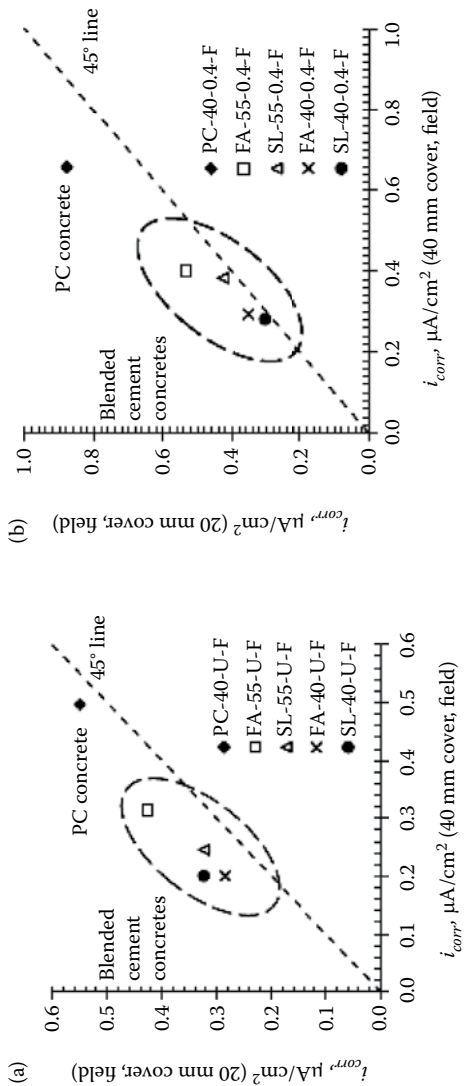 (a)
0.6
0.5
0.4
0.3
0.2
0.1
0.0
i_corr, μA/cm² (20 mm cover, field)
Blended
cement
concretes
PC concrete
45° line
PC-40-U-F
FA-55-U-F
SL-55-U-F
FA-40-U-F
SL-40-U-F
0.0 0.1 0.2 0.3 0.4 0.5 0.6
i_corr, μA/cm² (40 mm cover, field)
(b)
1.0
0.8
0.6
0.4
0.2
0.0
i_corr, μA/cm² (20 mm cover, field)
Blended
cement
concretes
PC concrete
45° line
PC-40-0.4-F
FA-55-0.4-F
SL-55-0.4-F
FA-40-0.4-F
SL-40-0.4-F
0.0 0.2 0.4 0.6 0.8 1.0
i_corr, μA/cm² (40 mm cover, field)